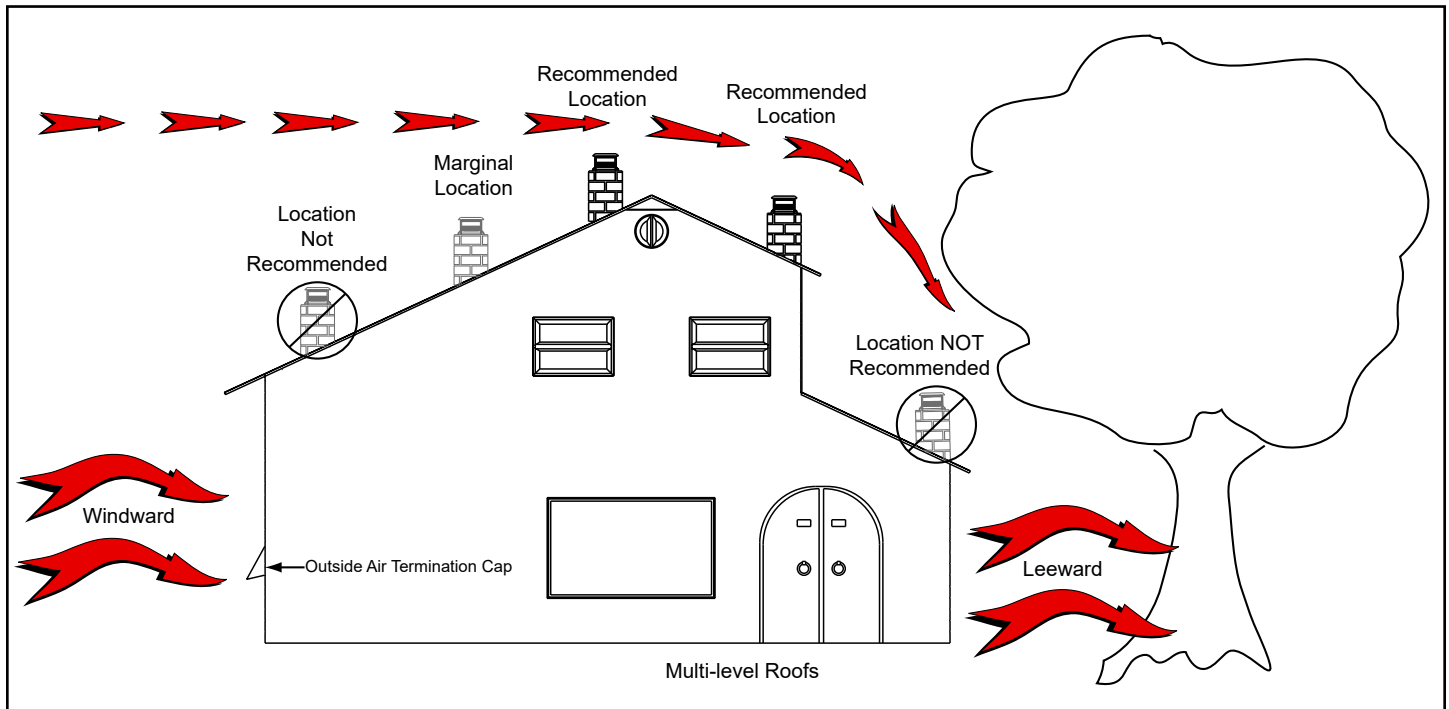 Recommended
Location
Recommended
Location
Marginal
Location
Location
Not
Recommended
Location NOT
Recommended
Windward
Outside Air Termination Cap
Leeward
Multi-level Roofs